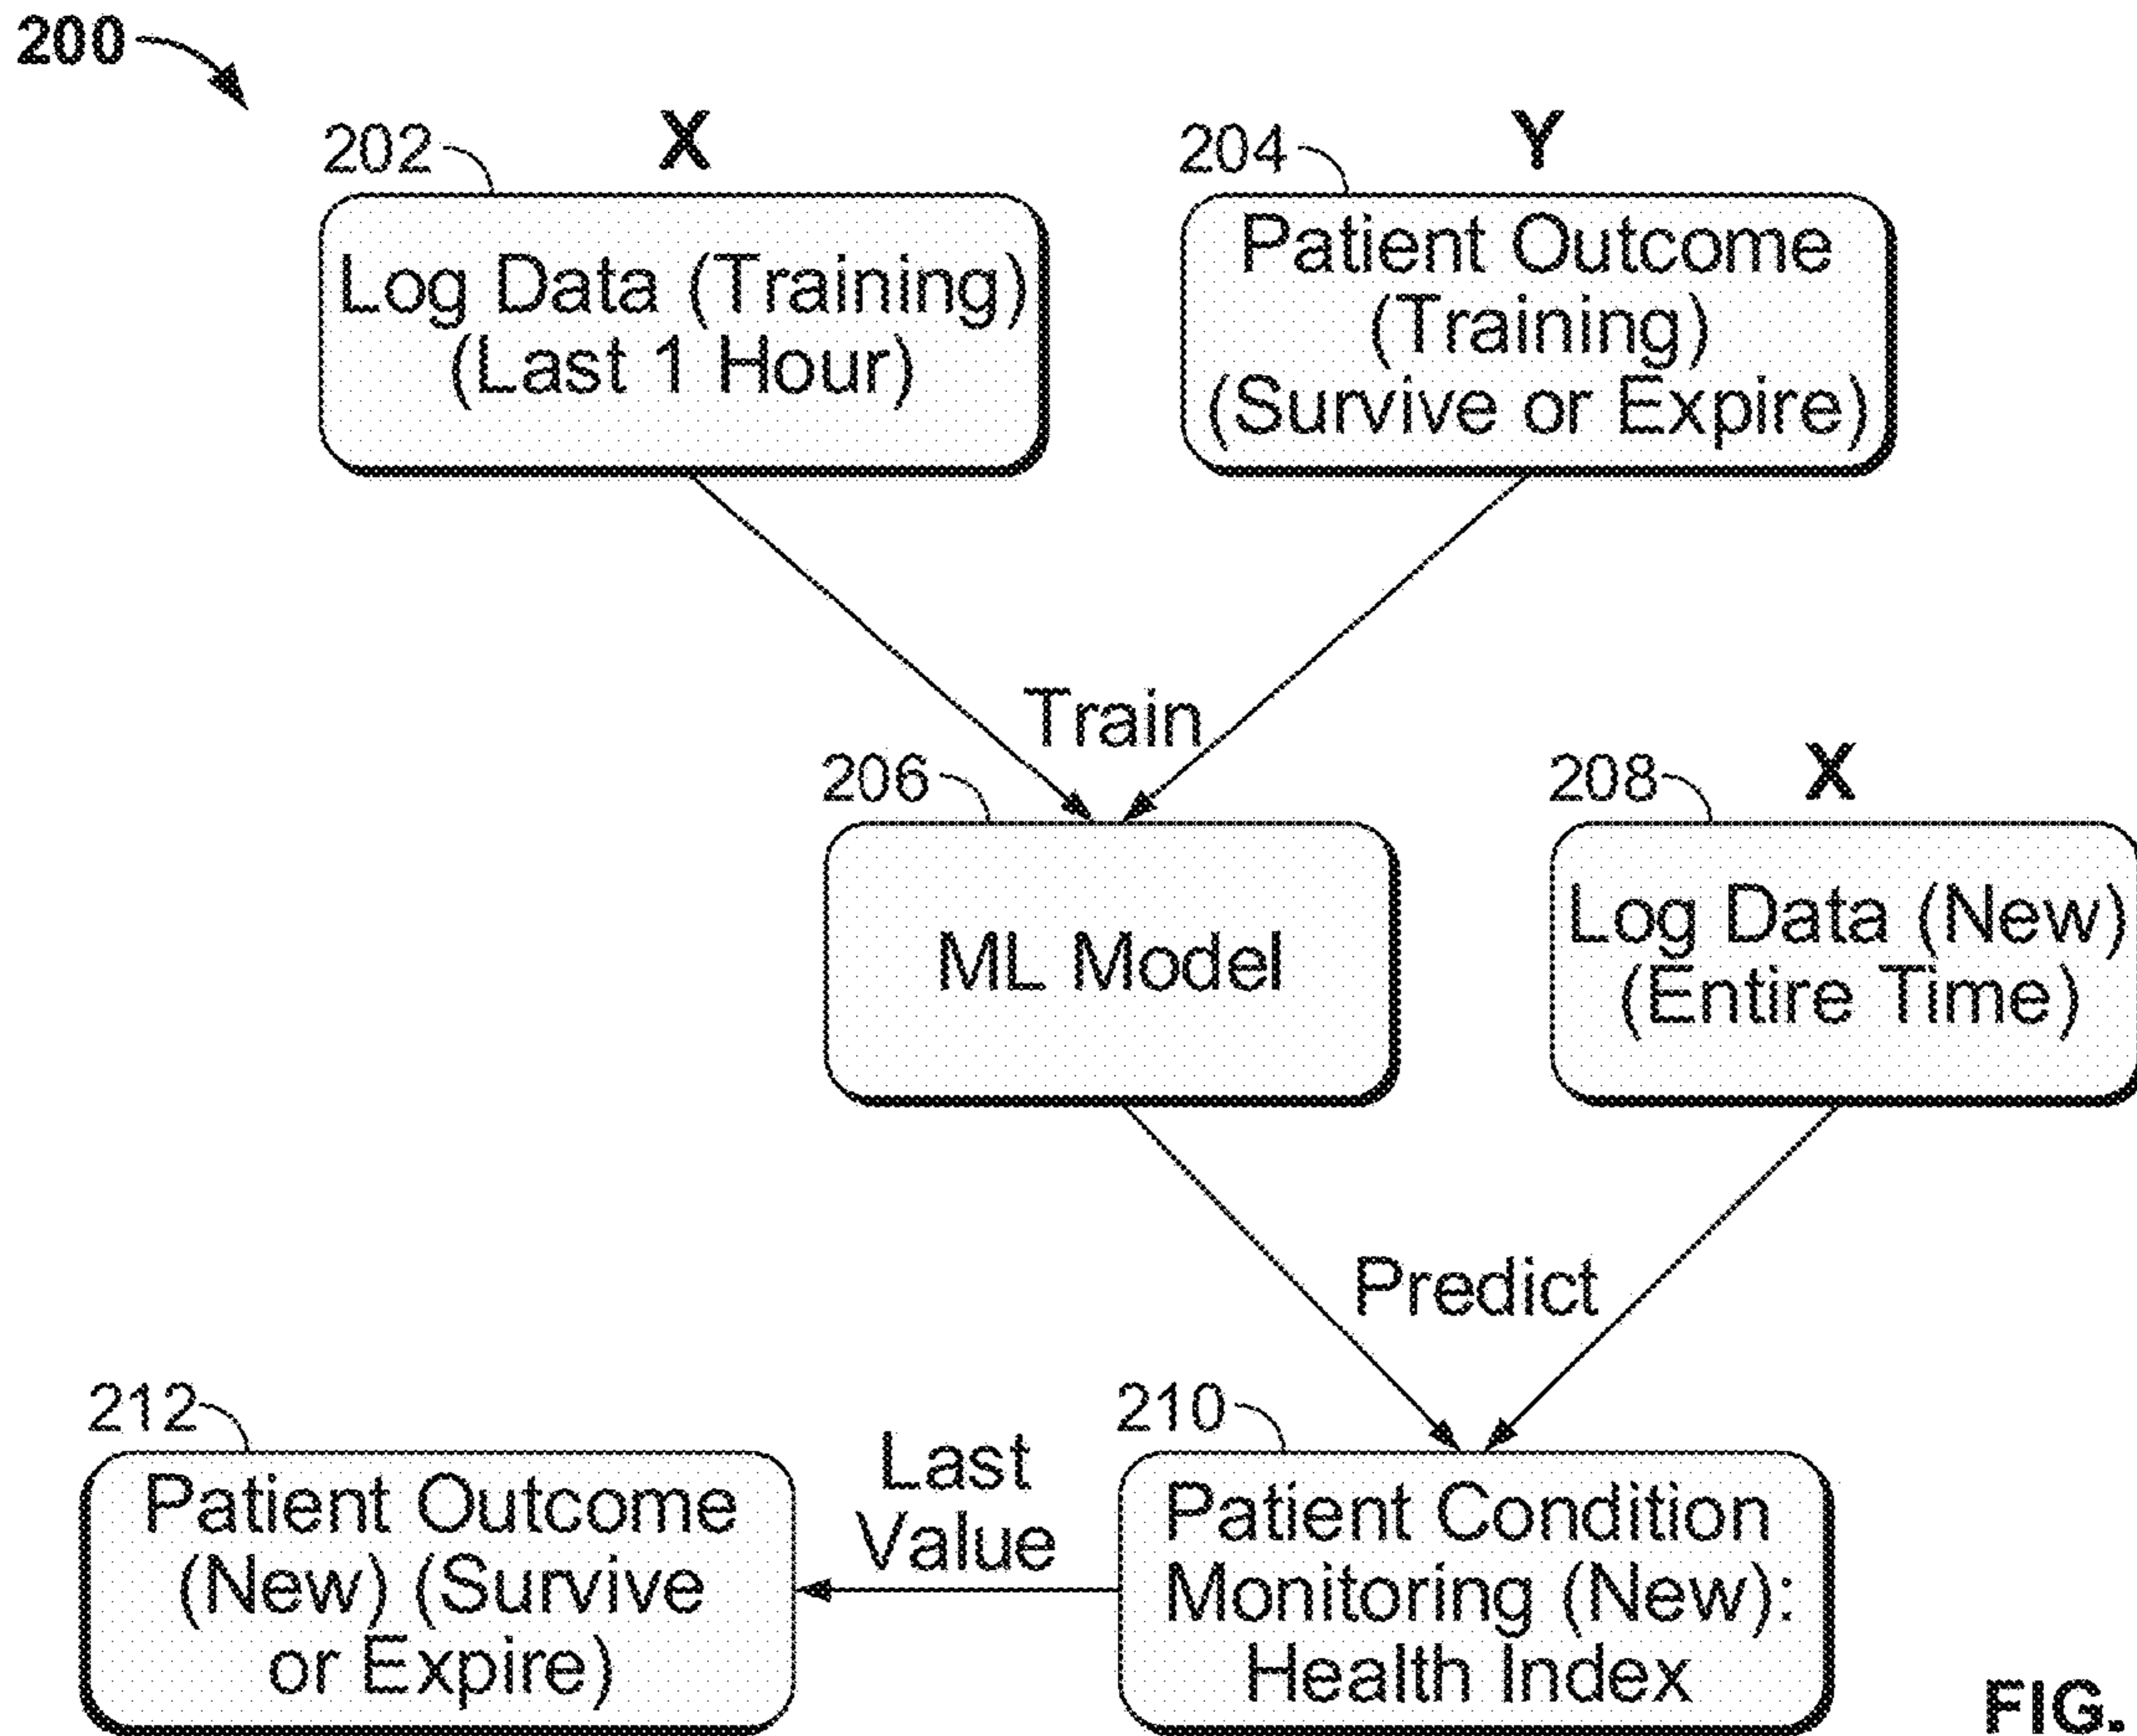 200
202
X
204
Y
Log Data (Training)
(Last 1 Hour)
Patient Outcome
(Training)
(Survive or Expire)
Train
206
208
X
ML Model
Log Data (New)
(Entire Time)
Predict
212
210
Last
Value
Patient Outcome
(New) (Survive
or Expire)
Patient Condition
Monitoring (New):
Health Index
FIG.